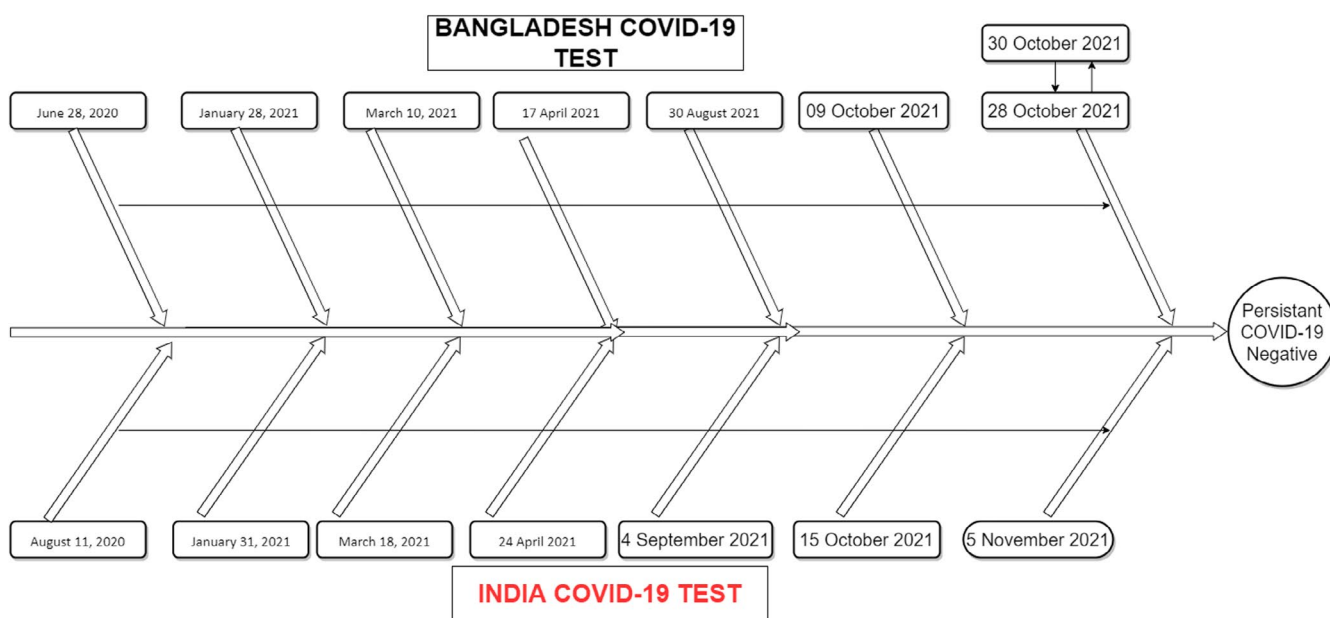 BANGLADESH COVID-19
TEST
30 October 2021
June 28, 2020
January 28, 2021
March 10, 2021
17 April 2021
30 August 2021
09 October 2021
28 October 2021
Persistant
COVID-19
Negative
August 11, 2020
January 31, 2021
March 18, 2021
24 April 2021
4 September 2021
15 October 2021
5 November 2021
INDIA COVID-19 TEST